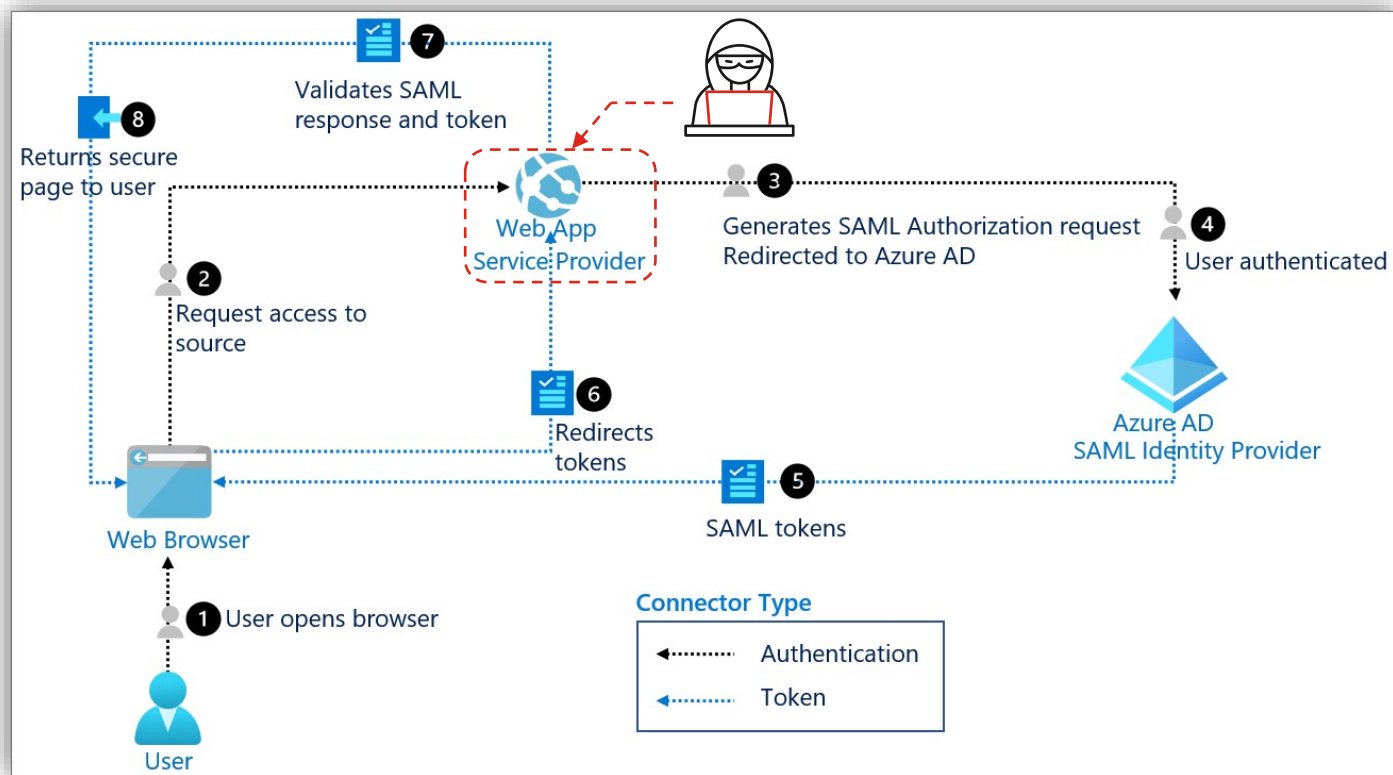 7
Validates SAML
response and token
8
Returns secure
page to user
3
Generates SAML Authorization request
Redirected to Azure AD
4
User authenticated
Web App
Service Provider
2
Request access to
source
6
Redirects
tokens
Azure AD
SAML Identity Provider
5
SAML tokens
Web Browser
1
User opens browser
User
Connector Type
Authentication
Token